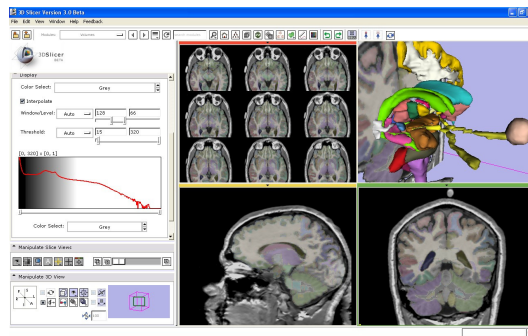 3D Slicer Version 3.0 Beta
File Edit View Window Help Feedback
Modules: Volumes
3DSlicer
BETA
Display
Color Select: Grey
Interpolate
Window/Level: Auto 128 66
Threshold: Auto 15 320
[0, 320] x [0, 1]
Color Select: Grey
Manipulate Slice Views
Manipulate 3D View